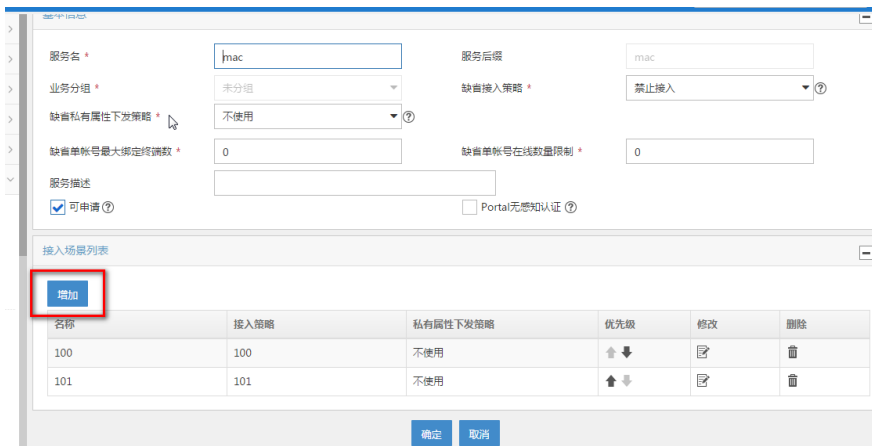 基本信息
服务名 * mac 服务后缀 mac
业务分组 * 未分组 缺省接入策略 * 禁止接入 ?
缺省私有属性下发策略 * 不使用 ?
缺省单帐号最大绑定终端数 * 0 缺省单帐号在线数量限制 * 0
服务描述
可申请 ? Portal无感知认证 ?
接入场景列表
增加
名称 接入策略 私有属性下发策略 优先级 修改 删除
100 100 不使用
101 101 不使用
确定 取消